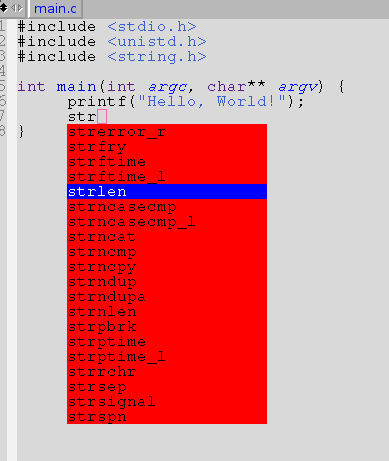 main.c
1 #include <stdio.h>
2 #include <unistd.h>
3 #include <string.h>
4
5 int main(int argc, char** argv) {
6 printf("Hello, World!");
7 str
8 }
strerror_r
strfry
strftime
strftime_l
strlen
strncasecmp
strncasecmp_l
strncat
strncmp
strncpy
strndup
strndupa
strnlen
strpbrk
strptime
strptime_l
strrchr
strsep
strsignal
strspn